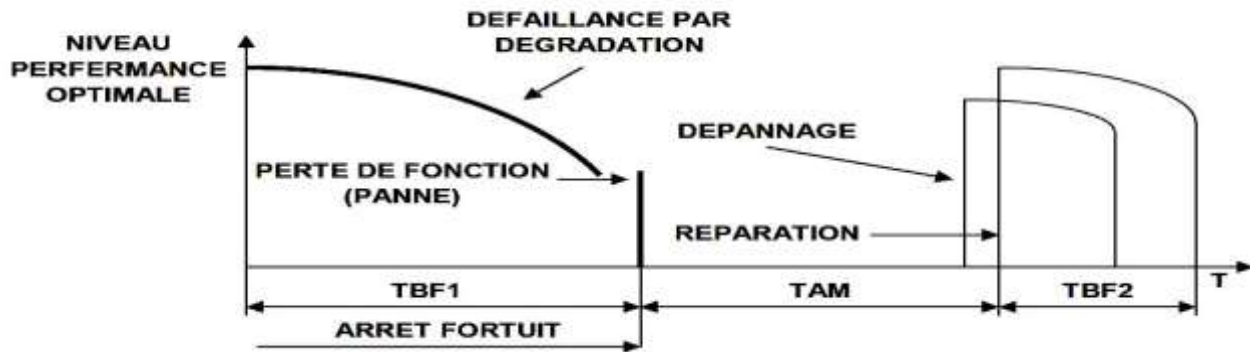 DEFAILLANCE PAR
DEGRADATION
NIVEAU
PERFERMANCE
OPTIMALE
DEPANNAGE
PERTE DE FONCTION
(PANNE)
REPARATION
T
TBF1
TAM
TBF2
ARRET FORTUIT